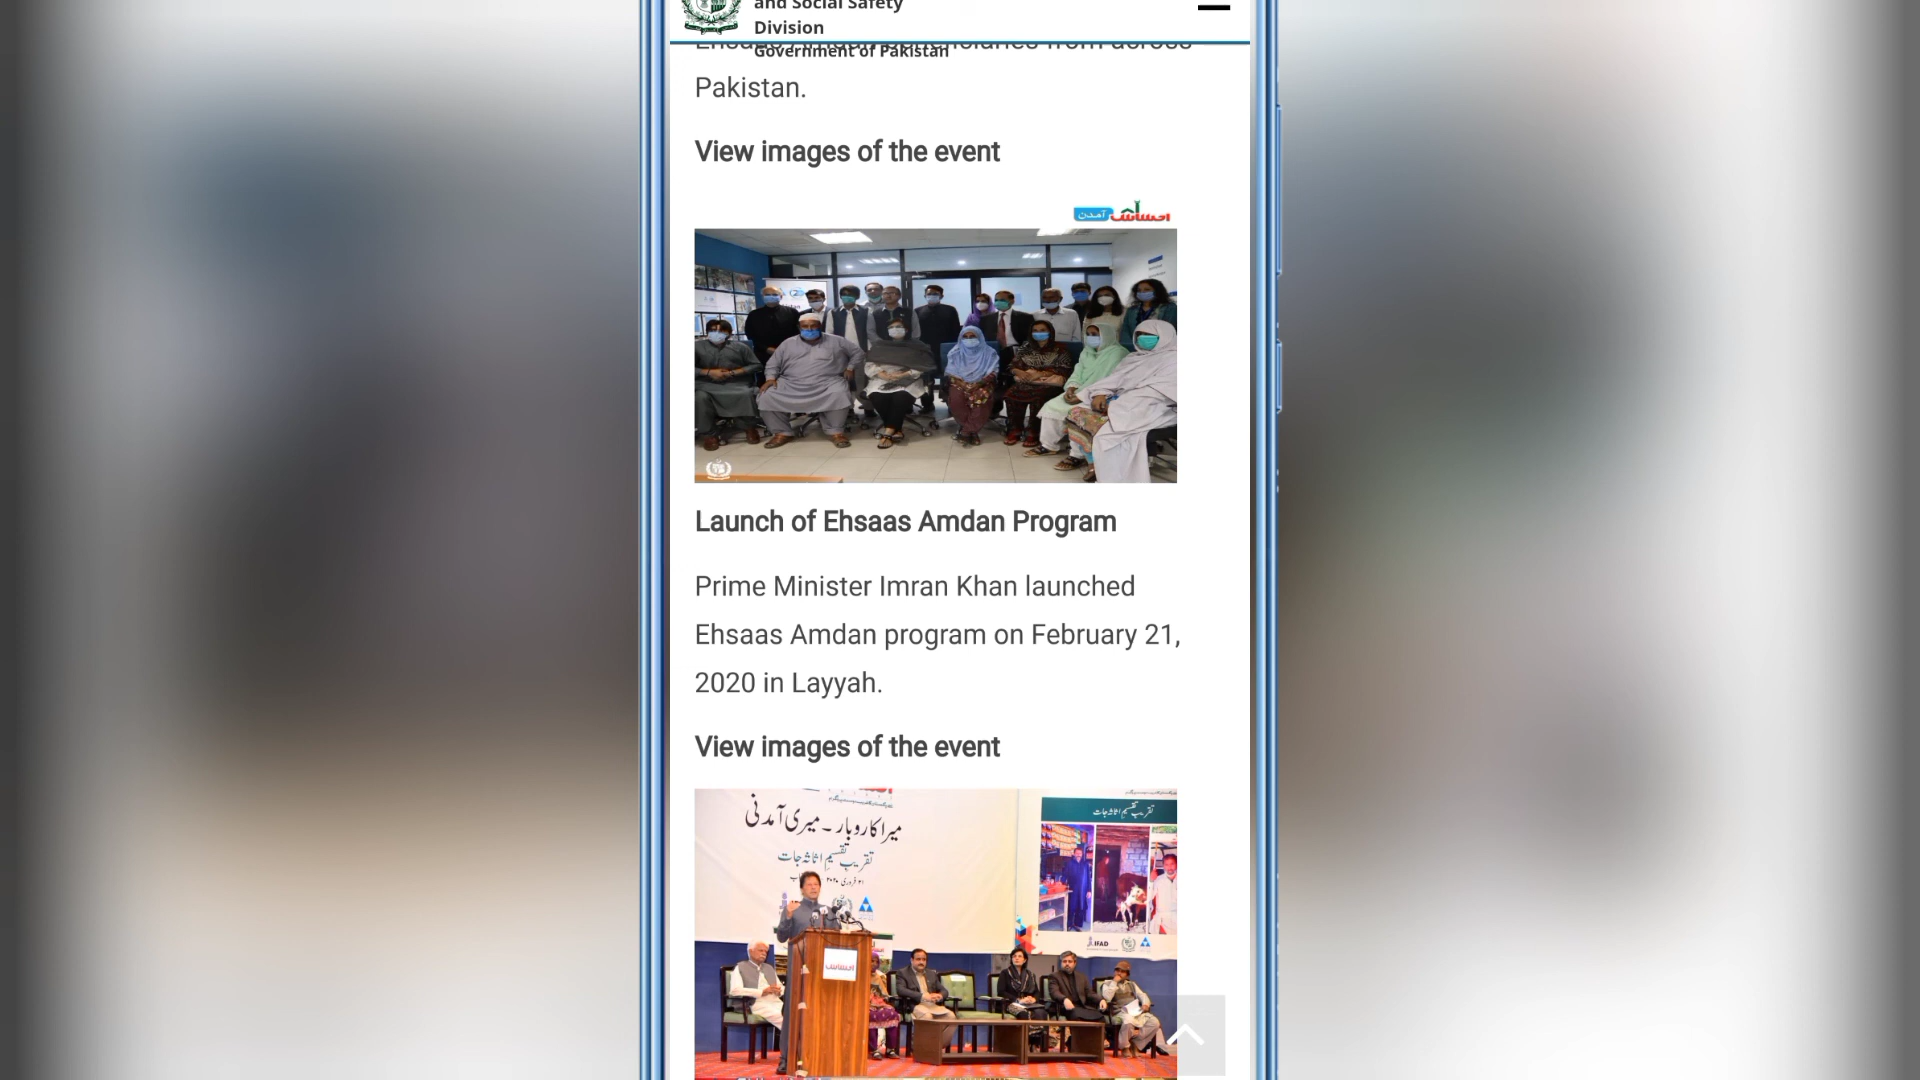 and Social Safety
Division
Government of Pakistan
Pakistan.
View images of the event
احساس آمدن
Launch of Ehsaas Amdan Program
Prime Minister Imran Khan launched
Ehsaas Amdan program on February 21,
2020 in Layyah.
View images of the event
میرا کاروبار ۔ میری آمدنی
تقریب تقسیم اثاثہ جات
تقریب تقسیم اثاثہ جات
IFAD
احساس